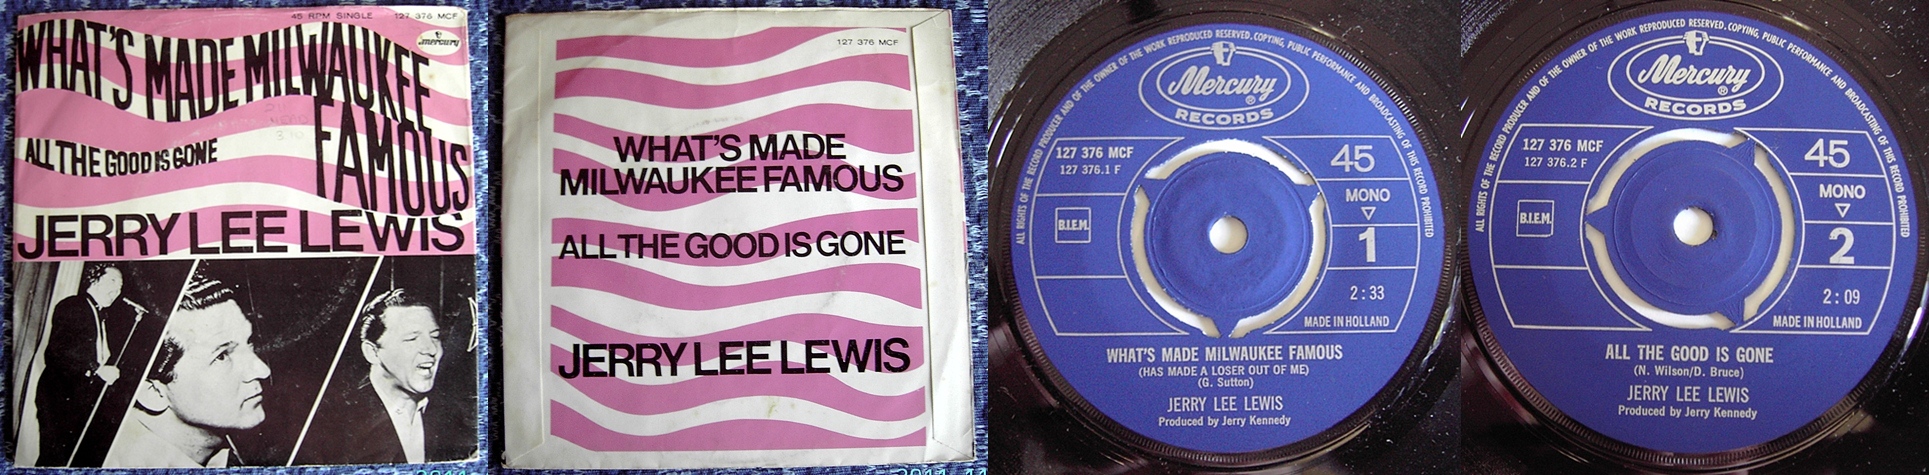 45 RPM SINGLE 127 376 MCF
mercury
WHAT'S MADE MILWAUKEE
FAMOUS
ALL THE GOOD IS GONE
JERRY LEE LEWIS
127 376 MCF
WHAT'S MADE
MILWAUKEE FAMOUS
ALL THE GOOD IS GONE
JERRY LEE LEWIS
ALL RIGHTS OF THE RECORD PRODUCER AND OF THE OWNER OF THE WORK REPRODUCED RESERVED. COPYING, PUBLIC PERFORMANCE AND BROADCASTING OF THIS RECORD PROHIBITED
Mercury
RECORDS
127 376 MCF
127 376.1 F
45
B.I.E.M.
MONO
1
2:33
MADE IN HOLLAND
WHAT'S MADE MILWAUKEE FAMOUS
(HAS MADE A LOSER OUT OF ME)
(G. Sutton)
JERRY LEE LEWIS
Produced by Jerry Kennedy
ALL RIGHTS OF THE RECORD PRODUCER AND OF THE OWNER OF THE WORK REPRODUCED RESERVED. COPYING, PUBLIC PERFORMANCE AND BROADCASTING OF THIS RECORD PROHIBITED
Mercury
RECORDS
127 376 MCF
127 376.2 F
45
B.I.E.M.
MONO
2
2:09
MADE IN HOLLAND
ALL THE GOOD IS GONE
(N. Wilson/D. Bruce)
JERRY LEE LEWIS
Produced by Jerry Kennedy